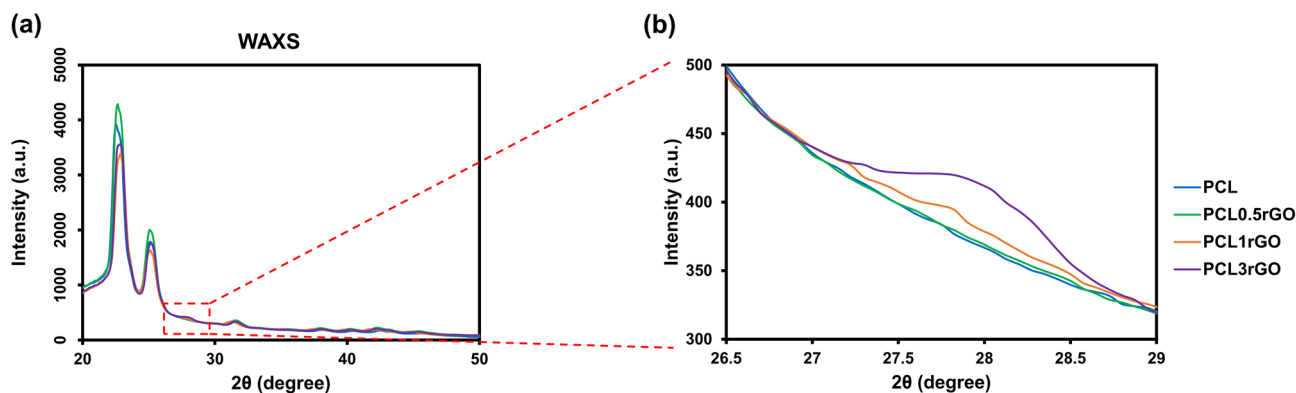 (a)
WAXS
5000
4000
3000
2000
1000
0
20
30
40
50
Intensity (a.u.)
2θ (degree)
(b)
500
450
400
350
300
26.5
27
27.5
28
28.5
29
Intensity (a.u.)
2θ (degree)
PCL
PCL0.5rGO
PCL1rGO
PCL3rGO